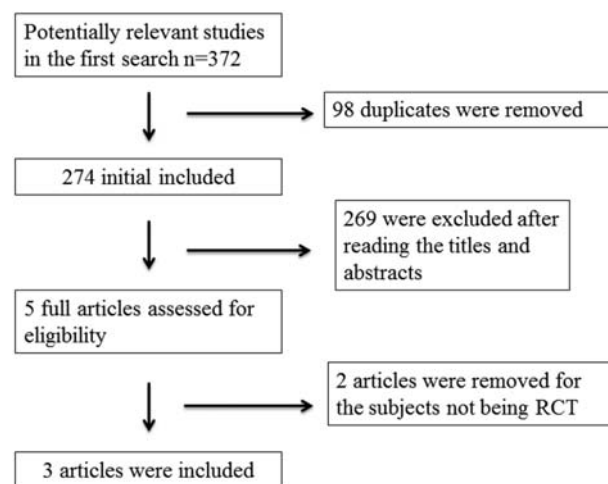 Potentially relevant studies
in the first search n=372
98 duplicates were removed
274 initial included
269 were excluded after
reading the titles and
abstracts
5 full articles assessed for
eligibility
2 articles were removed for
the subjects not being RCT
3 articles were included